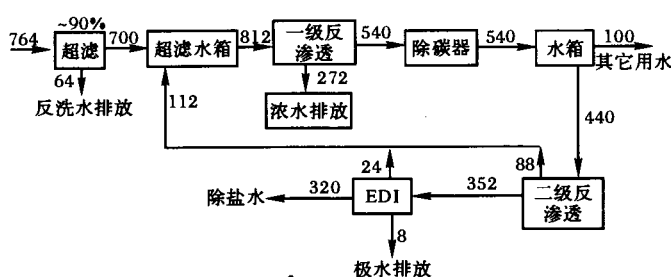 ~90%
764
超滤
700
超滤水箱
812
一级反
渗透
540
除碳器
540
水箱
100
其它用水
64
反洗水排放
272
浓水排放
112
440
24
88
除盐水
320
EDI
352
二级反
渗透
8
极水排放